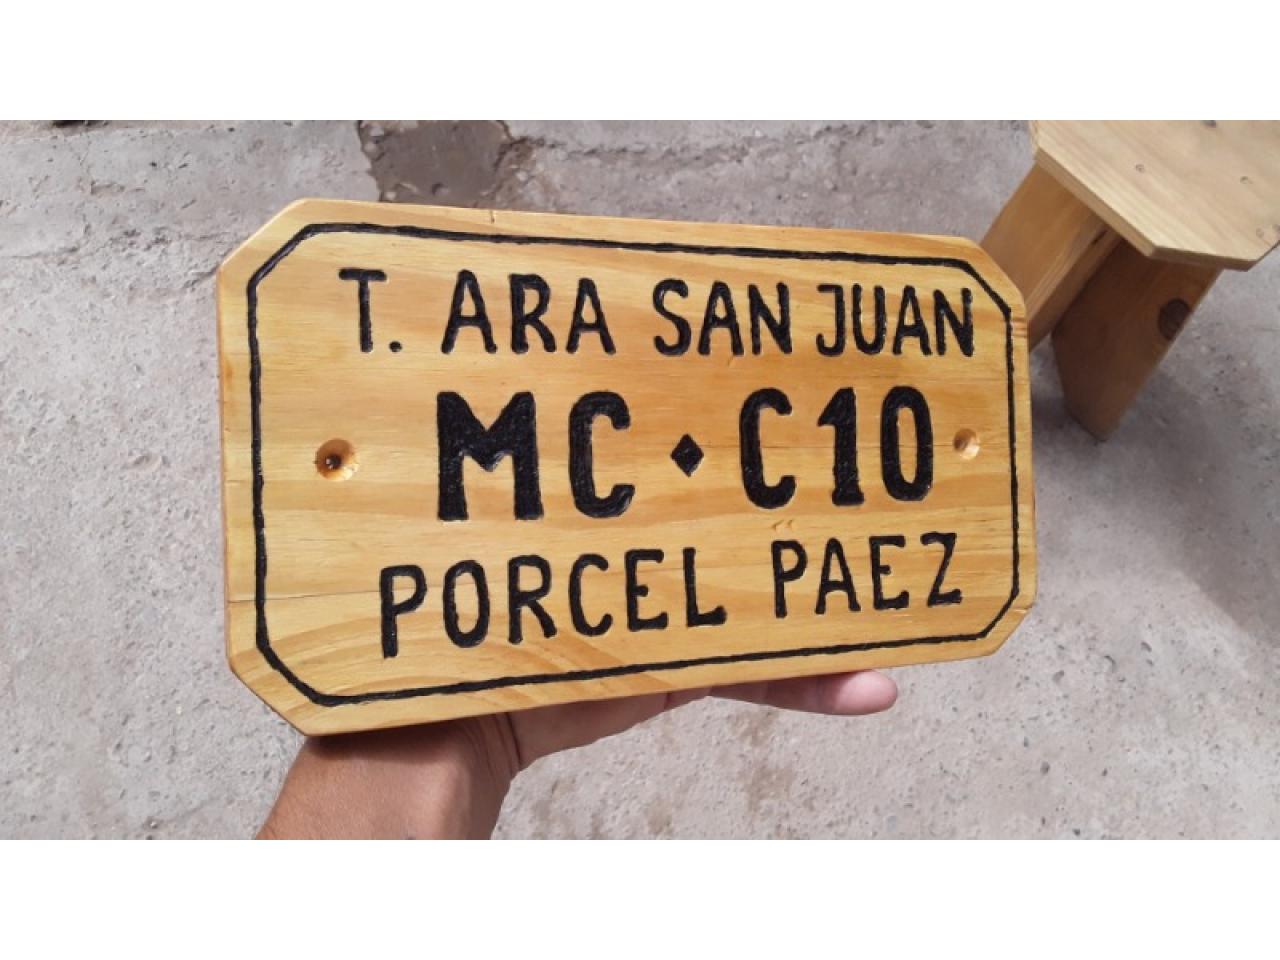 T. ARA SAN JUAN
MC ⬥ C10
PORCEL PAEZ